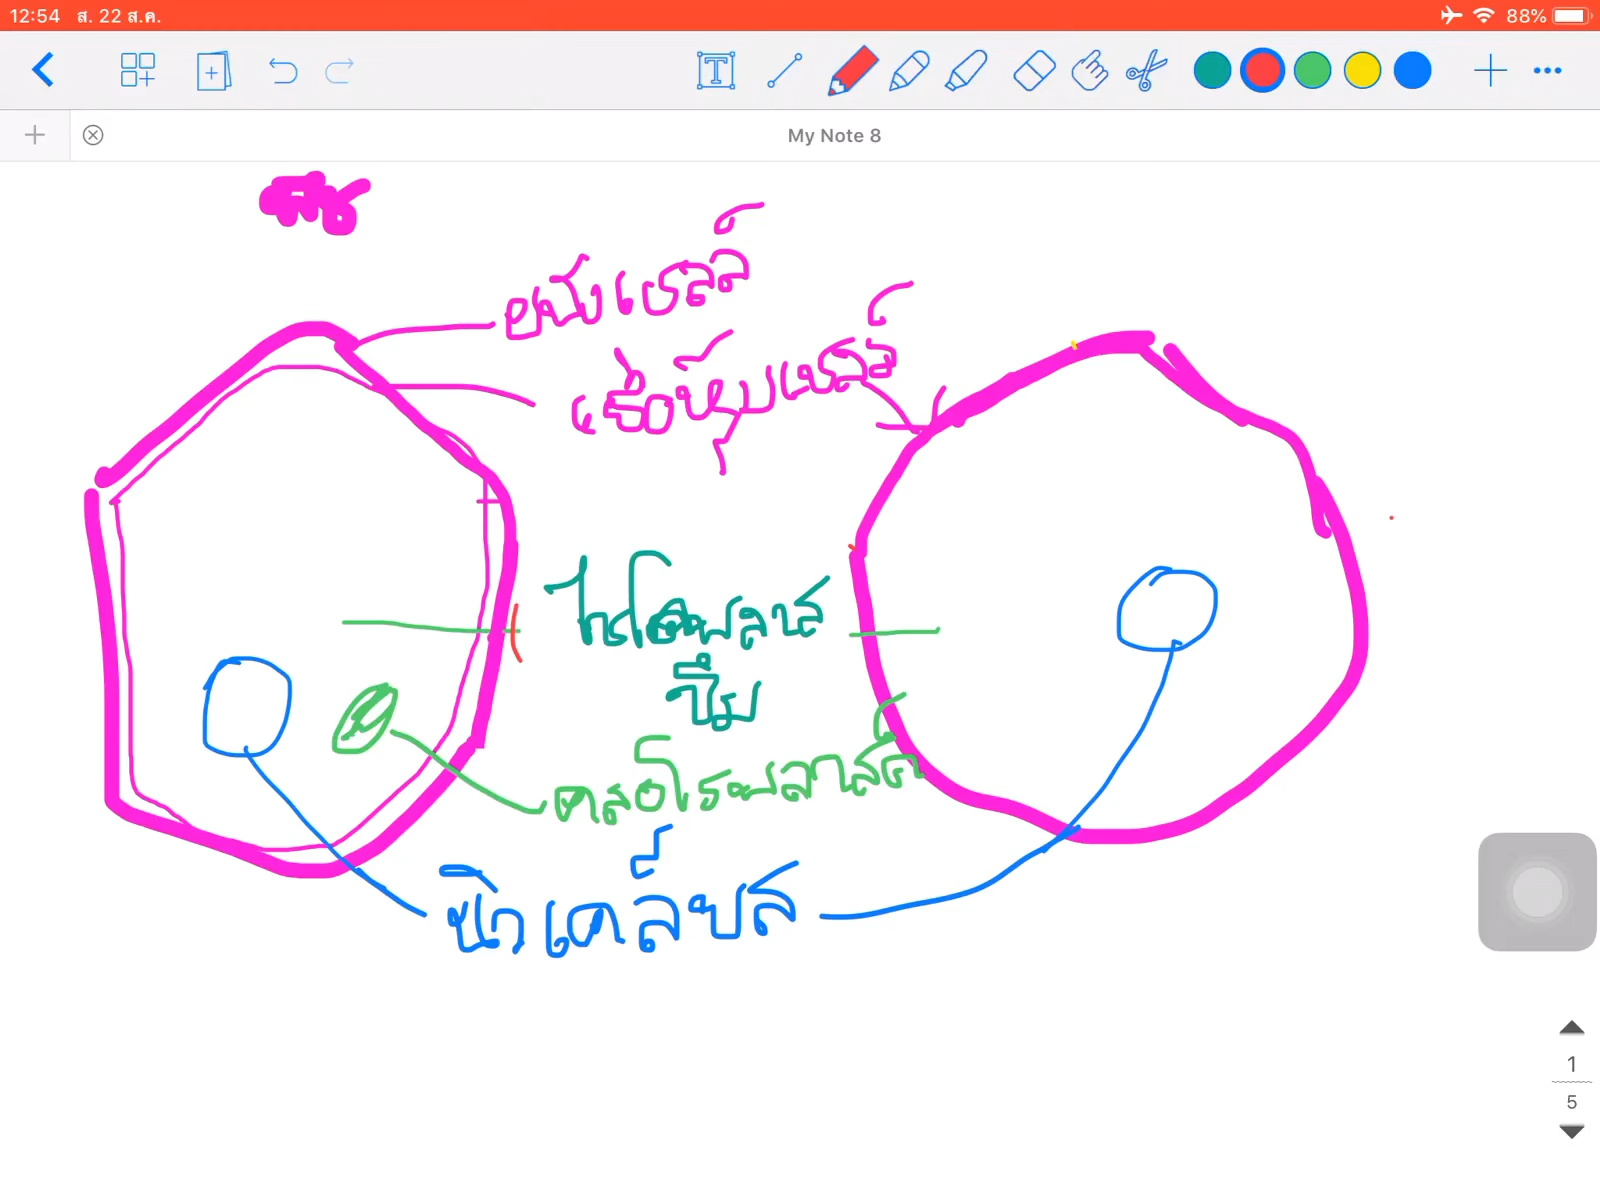 12:54 ส. 22 ส.ค.
88%
T
My Note 8
พืช
ผนังเซลล์
เยื่อหุ้มเซลล์
ไซโตพลาส
ซึม
คลอโรพลาสต์
นิวเคล์ยส
1
5